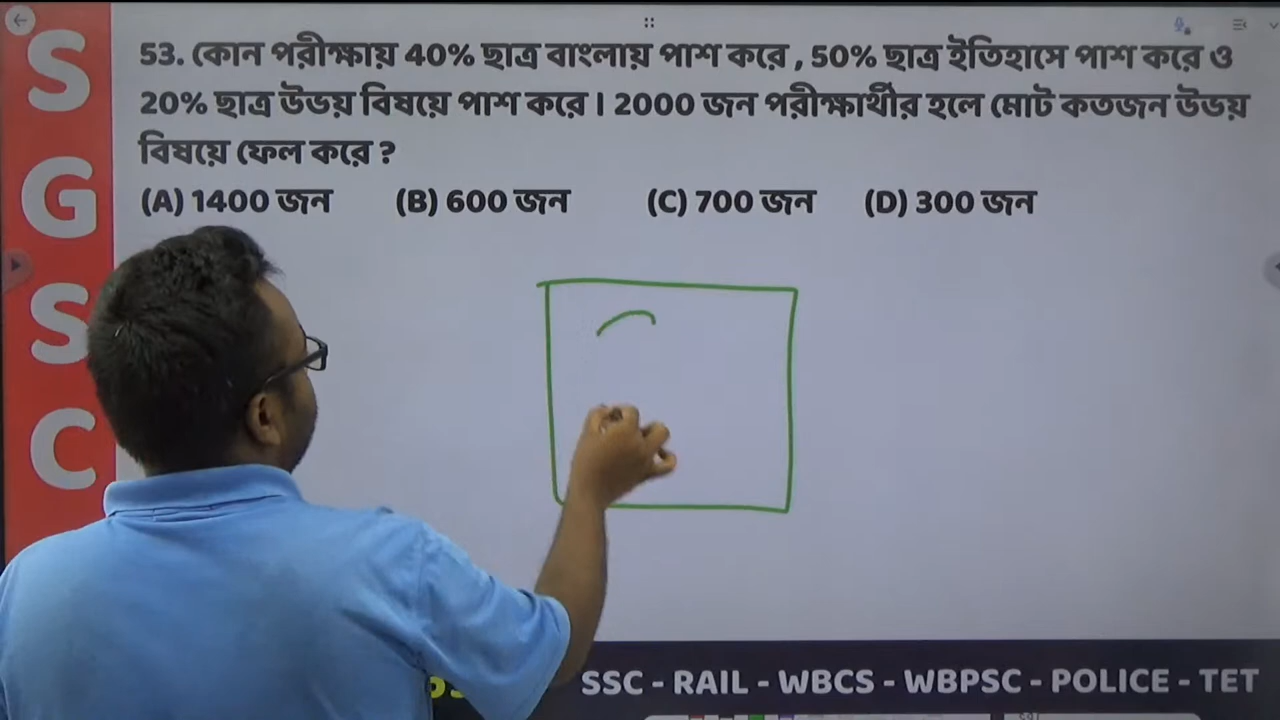 S
G
S
C
53. কোন পরীক্ষায় 40% ছাত্র বাংলায় পাশ করে , 50% ছাত্র ইতিহাসে পাশ করে ও
20% ছাত্র উভয় বিষয়ে পাশ করে । 2000 জন পরীক্ষার্থীর হলে মোট কতজন উভয়
বিষয়ে ফেল করে ?
(A) 1400 জন (B) 600 জন (C) 700 জন (D) 300 জন
SSC - RAIL - WBCS - WBPSC - POLICE - TET